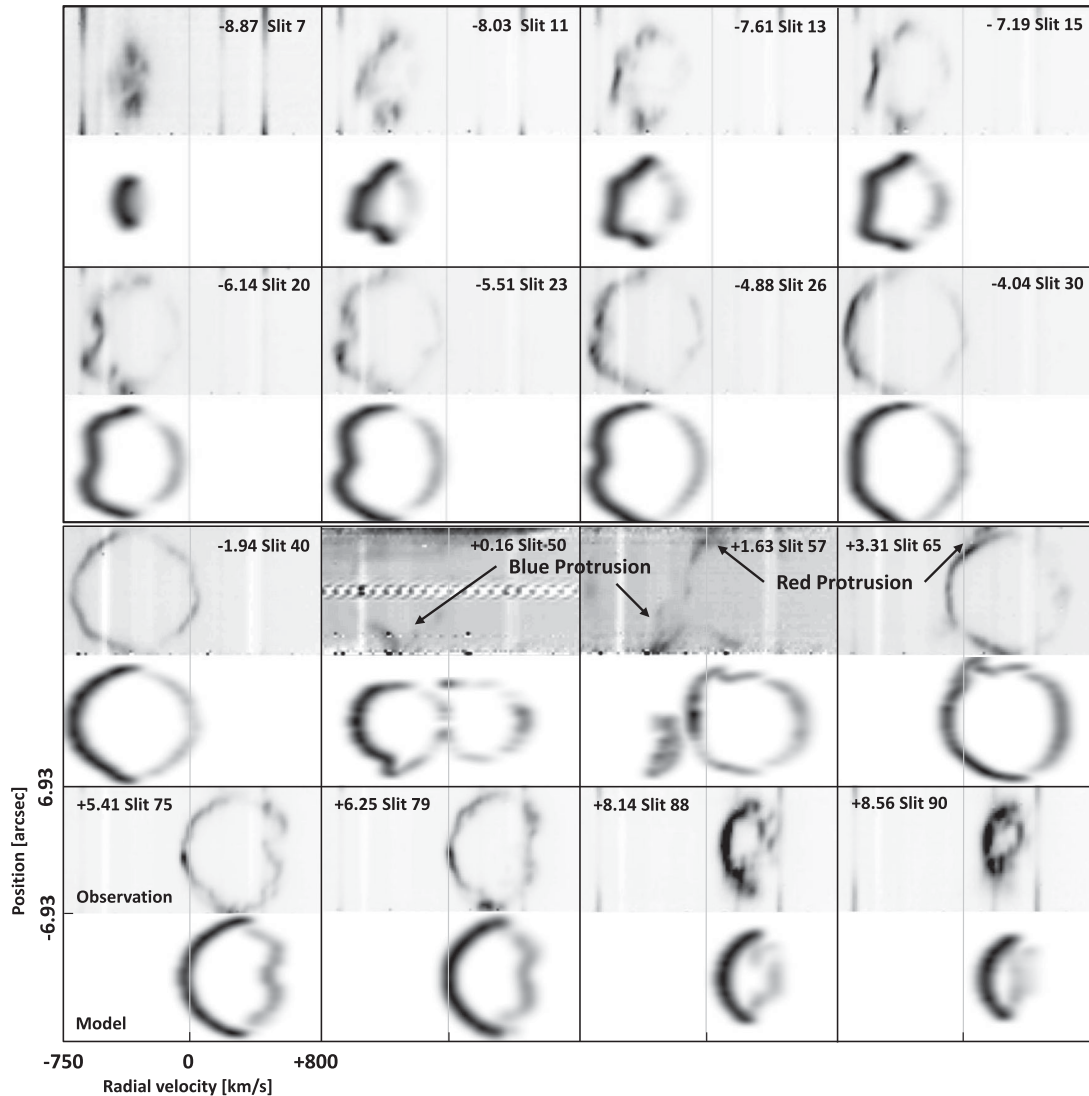 -8.87 Slit 7
-8.03 Slit 11
-7.61 Slit 13
- 7.19 Slit 15
-6.14 Slit 20
-5.51 Slit 23
-4.88 Slit 26
-4.04 Slit 30
-1.94 Slit 40
+0.16 Slit-50
+1.63 Slit 57
+3.31 Slit 65
Blue Protrusion
Red Protrusion
+5.41 Slit 75
+6.25 Slit 79
+8.14 Slit 88
+8.56 Slit 90
Observation
Model
Position [arcsec]
-6.93
6.93
-750
0
+800
Radial velocity [km/s]